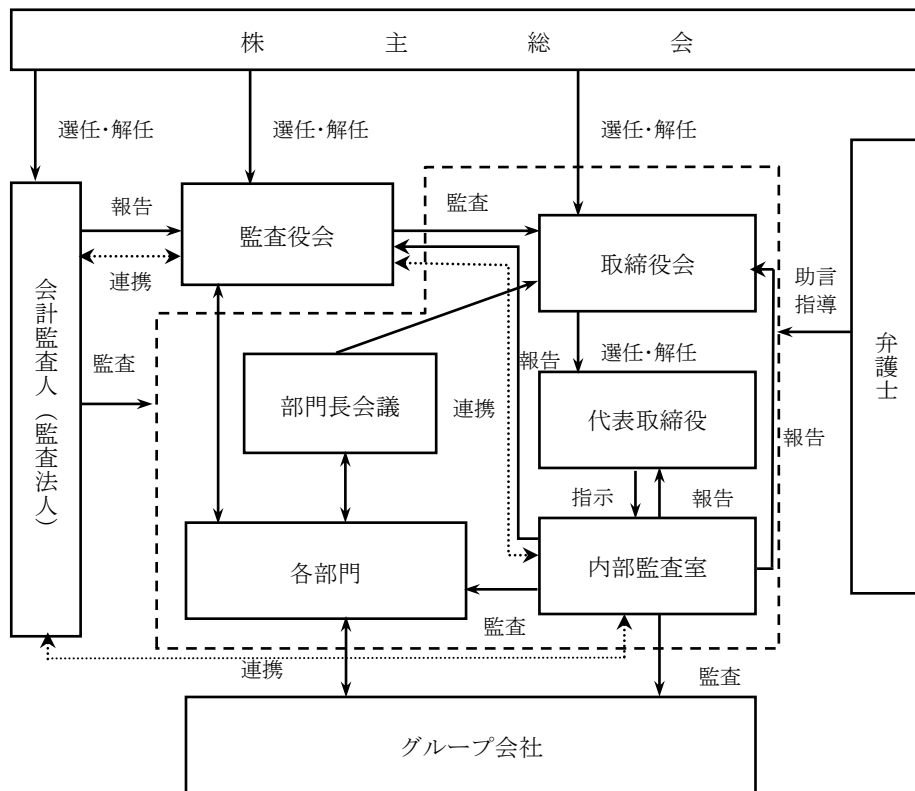 株主総会
選任・解任
選任・解任
選任・解任
会計監査人（監査法人）
報告
連携
監査役会
監査
取締役会
助言
指導
弁護士
監査
部門長会議
連携
報告
選任・解任
代表取締役
報告
指示
報告
各部門
内部監査室
監査
連携
監査
グループ会社